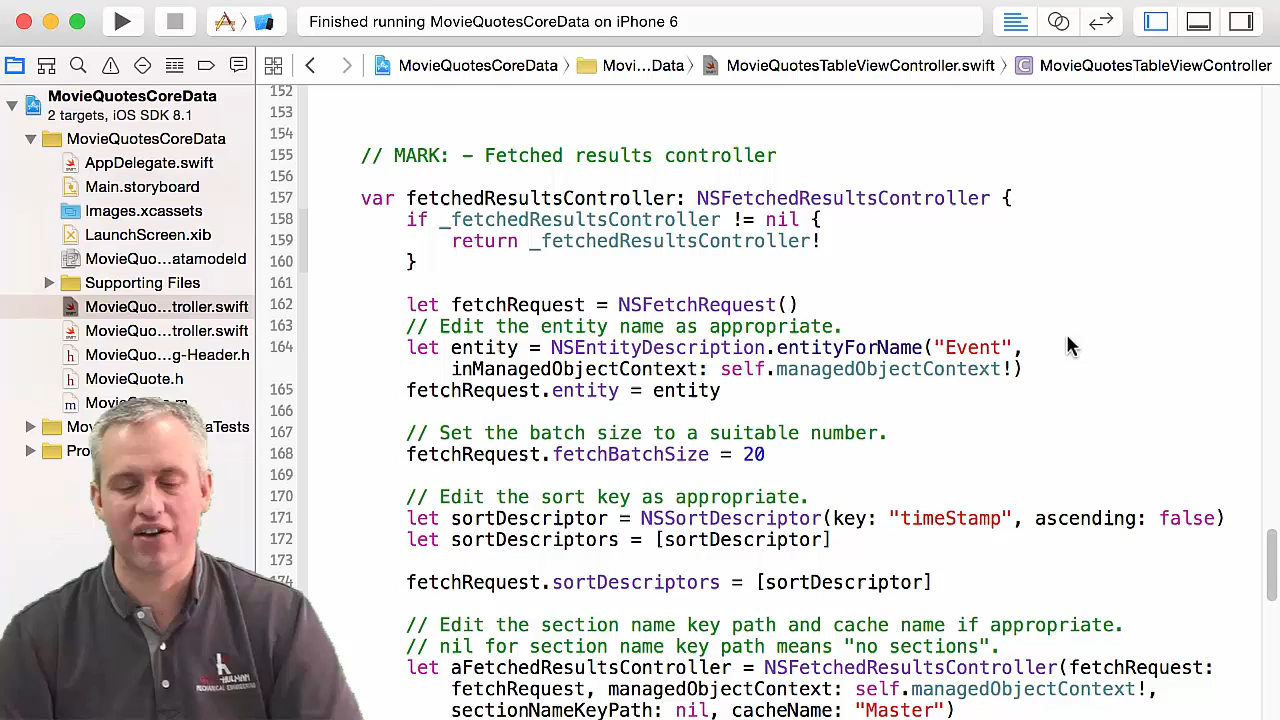 Finished running MovieQuotesCoreData on iPhone 6
MovieQuotesCoreData
Movi...Data
MovieQuotesTableViewController.swift
MovieQuotesTableViewController
MovieQuotesCoreData
2 targets, iOS SDK 8.1
MovieQuotesCoreData
AppDelegate.swift
Main.storyboard
Images.xcassets
LaunchScreen.xib
MovieQuo...atamodeld
Supporting Files
MovieQuo...troller.swift
MovieQuo...troller.swift
MovieQuo...g-Header.h
MovieQuote.h
152
153
154
155 // MARK: - Fetched results controller
156
157 var fetchedResultsController: NSFetchedResultsController {
158 if _fetchedResultsController != nil {
159 return _fetchedResultsController!
160 }
161
162 let fetchRequest = NSFetchRequest()
163 // Edit the entity name as appropriate.
164 let entity = NSEntityDescription.entityForName("Event",
inManagedObjectContext: self.managedObjectContext!)
165 fetchRequest.entity = entity
166
167 // Set the batch size to a suitable number.
168 fetchRequest.fetchBatchSize = 20
169
170 // Edit the sort key as appropriate.
171 let sortDescriptor = NSSortDescriptor(key: "timeStamp", ascending: false)
172 let sortDescriptors = [sortDescriptor]
173
174 fetchRequest.sortDescriptors = [sortDescriptor]
// Edit the section name key path and cache name if appropriate.
// nil for section name key path means "no sections".
let aFetchedResultsController = NSFetchedResultsController(fetchRequest:
fetchRequest, managedObjectContext: self.managedObjectContext!,
sectionNameKeyPath: nil, cacheName: "Master")
MECHANICAL ENGINEERING